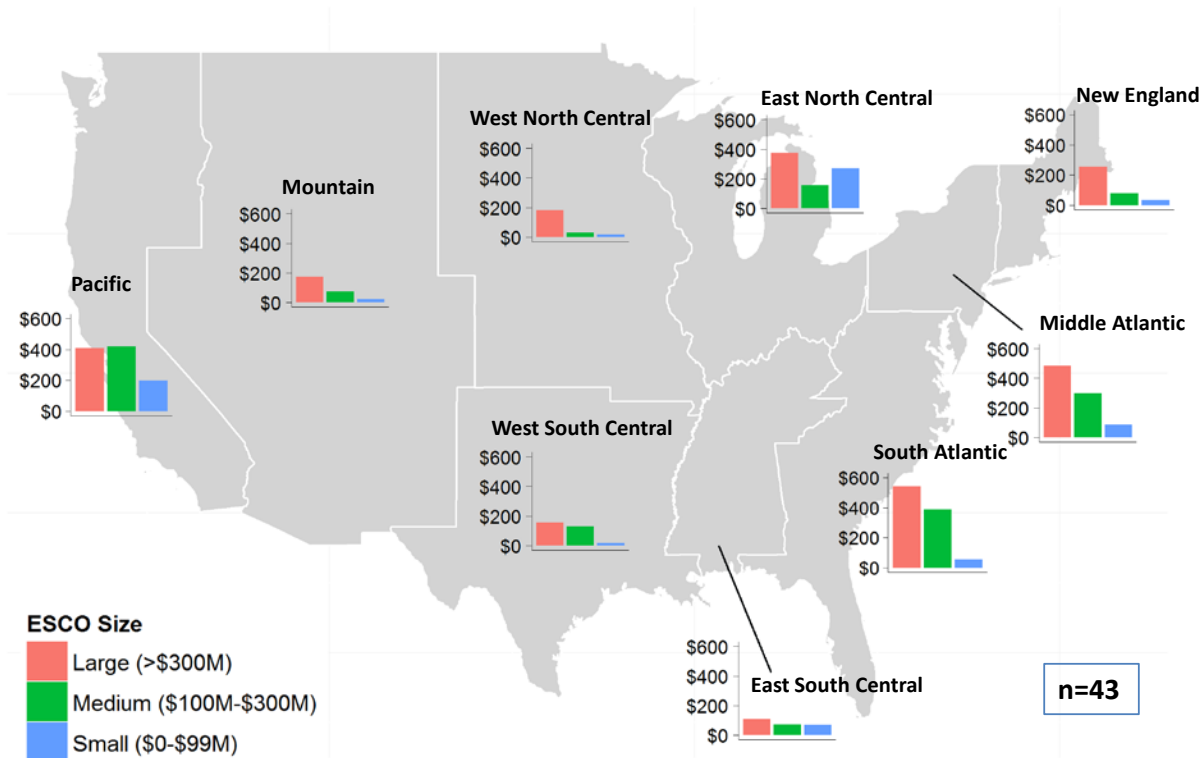 East North Central
$600
$400
$200
$0
New England
$600
$400
$200
$0
West North Central
$600
$400
$200
$0
Mountain
$600
$400
$200
$0
Pacific
$600
$400
$200
$0
Middle Atlantic
$600
$400
$200
$0
West South Central
$600
$400
$200
$0
South Atlantic
$600
$400
$200
$0
East South Central
$600
$400
$200
$0
ESCO Size
Large (>$300M)
Medium ($100M-$300M)
Small ($0-$99M)
n=43